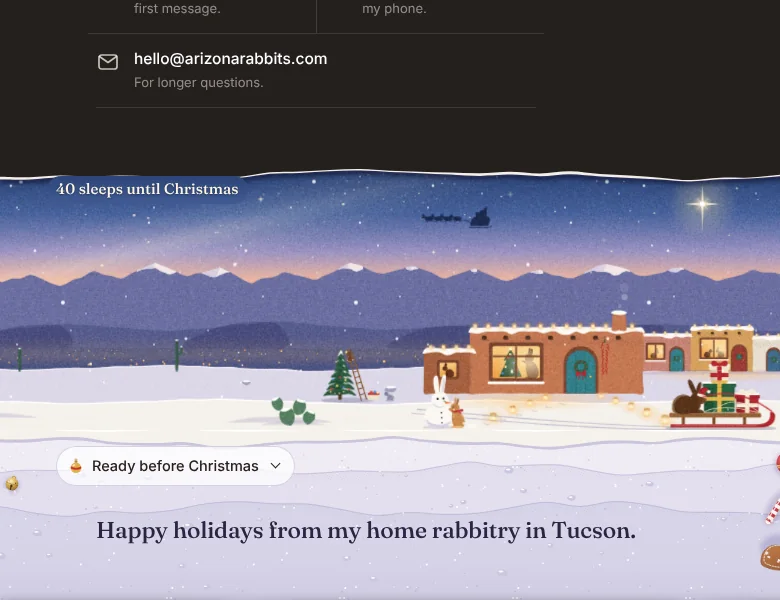 first message.
my phone.
hello@arizonarabbits.com
For longer questions.
40 sleeps until Christmas
Ready before Christmas
Happy holidays from my home rabbitry in Tucson.